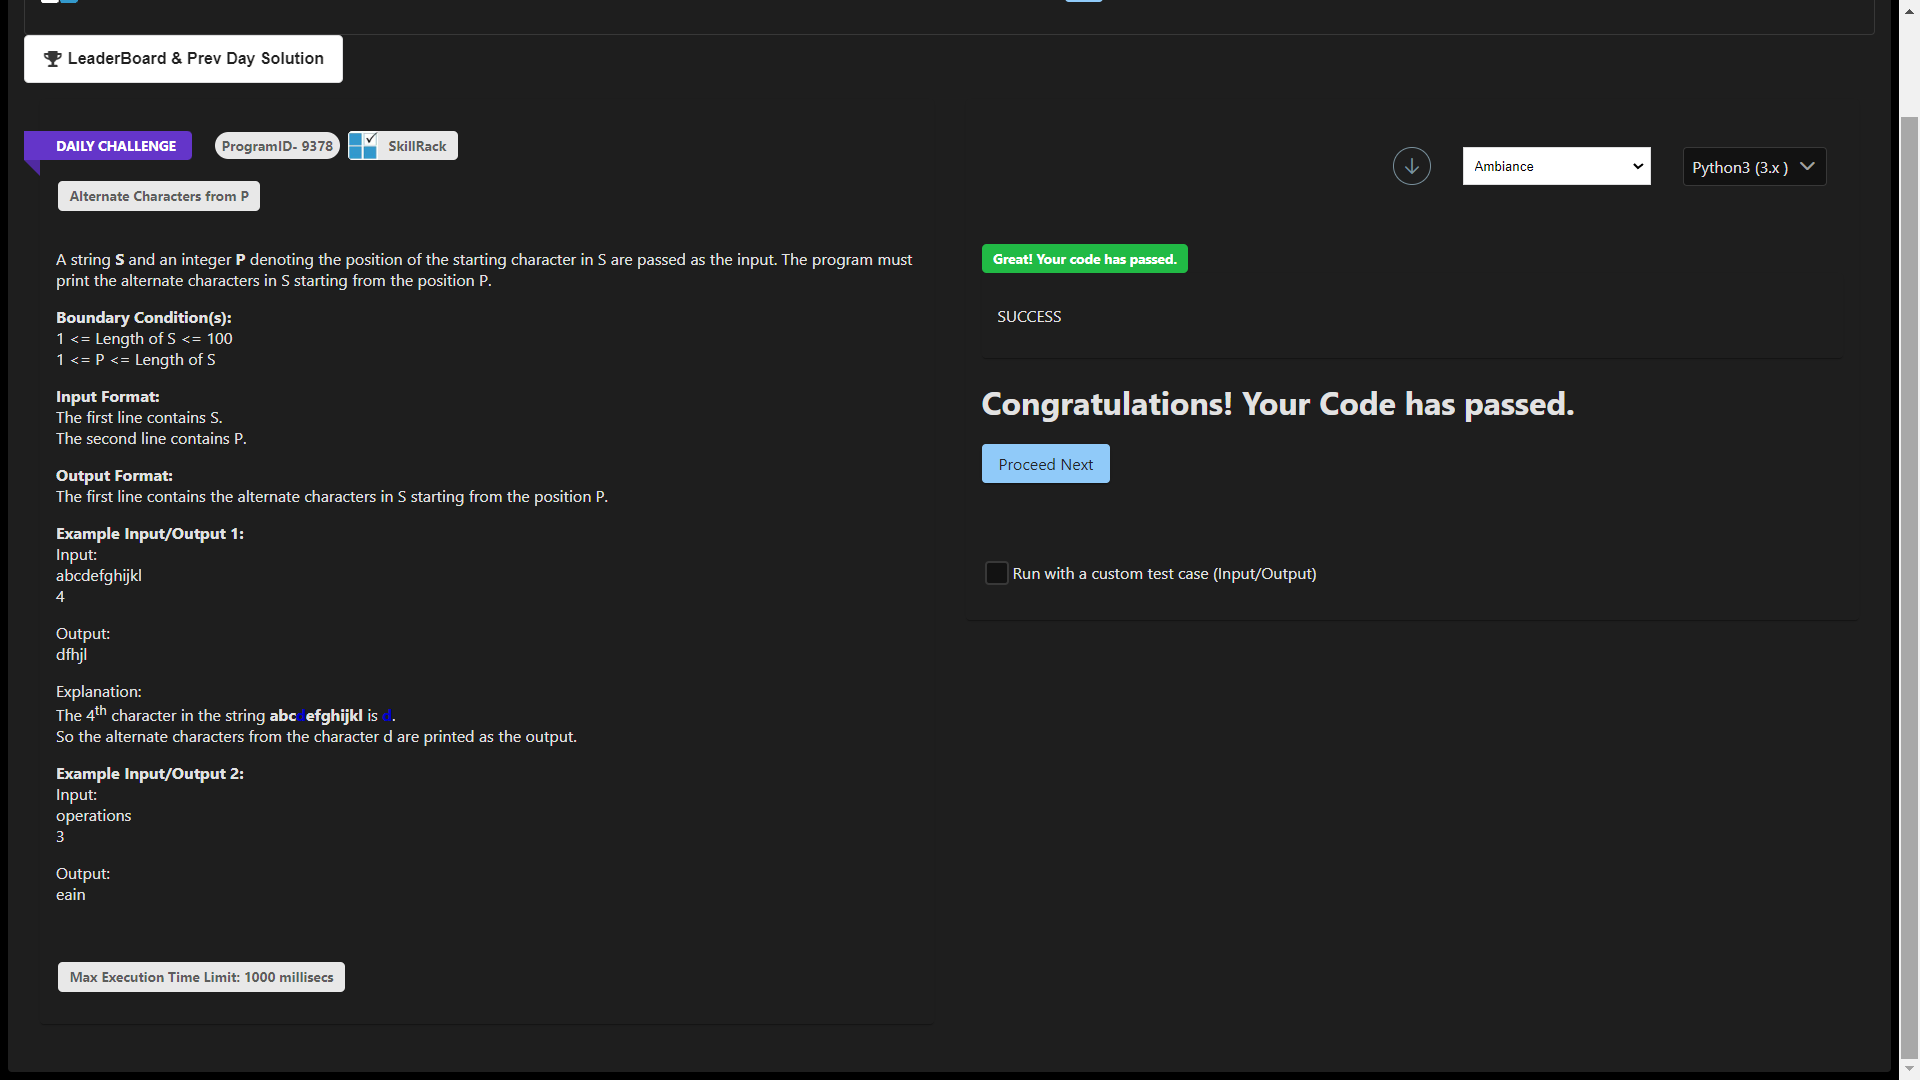 LeaderBoard & Prev Day Solution
DAILY CHALLENGE
ProgramID- 9378
SkillRack
Ambiance
Python3 (3.x )
Alternate Characters from P
A string S and an integer P denoting the position of the starting character in S are passed as the input. The program must
print the alternate characters in S starting from the position P.
Boundary Condition(s):
1 <= Length of S <= 100
1 <= P <= Length of S
Input Format:
The first line contains S.
The second line contains P.
Output Format:
The first line contains the alternate characters in S starting from the position P.
Example Input/Output 1:
Input:
abcdefghijkl
4
Output:
dfhjl
Explanation:
The 4th character in the string abcdefghijkl is d.
So the alternate characters from the character d are printed as the output.
Example Input/Output 2:
Input:
operations
3
Output:
eain
Max Execution Time Limit: 1000 millisecs
Great! Your code has passed.
SUCCESS
Congratulations! Your Code has passed.
Proceed Next
Run with a custom test case (Input/Output)